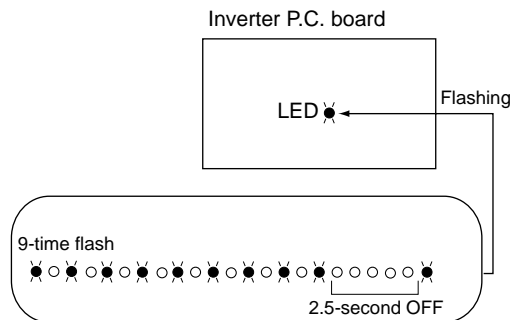 Inverter P.C. board
LED
Flashing
9-time flash
2.5-second OFF